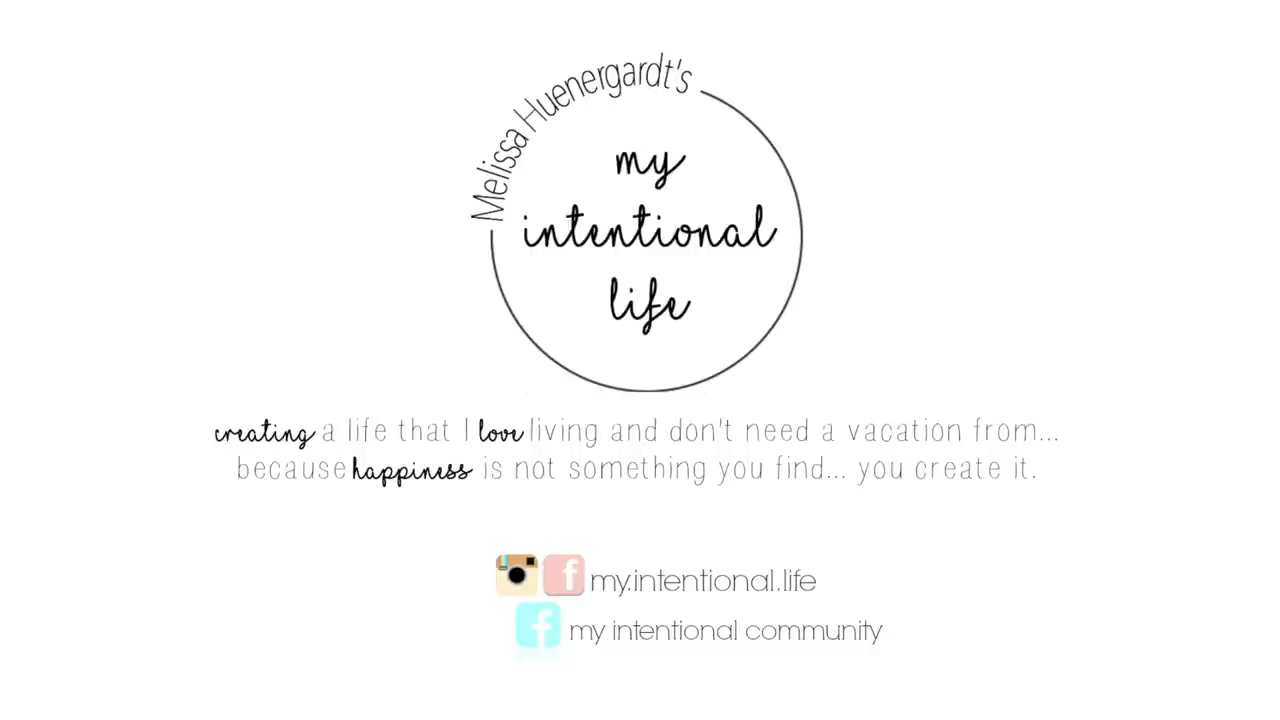 Melissa Huenergardt's
my
intentional
life
creating a life that I love living and don't need a vacation from...
because happiness is not something you find... you create it.
my.intentional.life
my intentional community